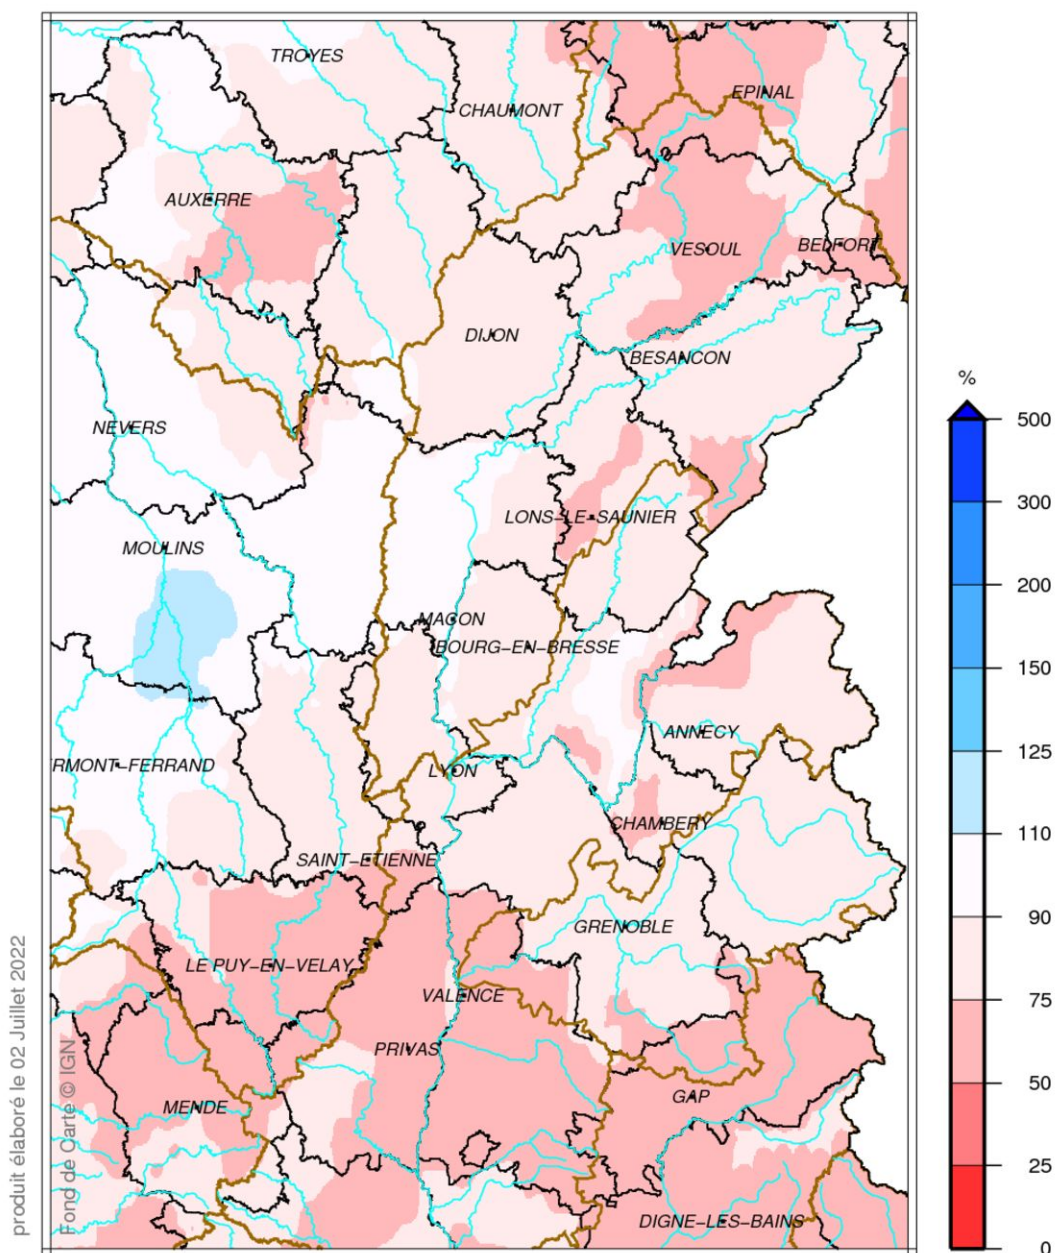 TROYES
CHAUMONT
EPINAL
AUXERRE
VESOUL
BELFORT
DIJON
BESANCON
%
NEVERS
500
300
LONS-LE-SAUNIER
MOULINS
200
MACON
BOURG-EN-BRESSE
150
ANNECY
125
RMONT-FERRAND
LYON
CHAMBERY
110
SAINT-ETIENNE
90
GRENOBLE
LE PUY-EN-VELAY
VALENCE
75
PRIVAS
50
GAP
MENDE
25
DIGNE-LES-BAINS
0
produit élaboré le 02 Juillet 2022
Fond de Carte © IGN